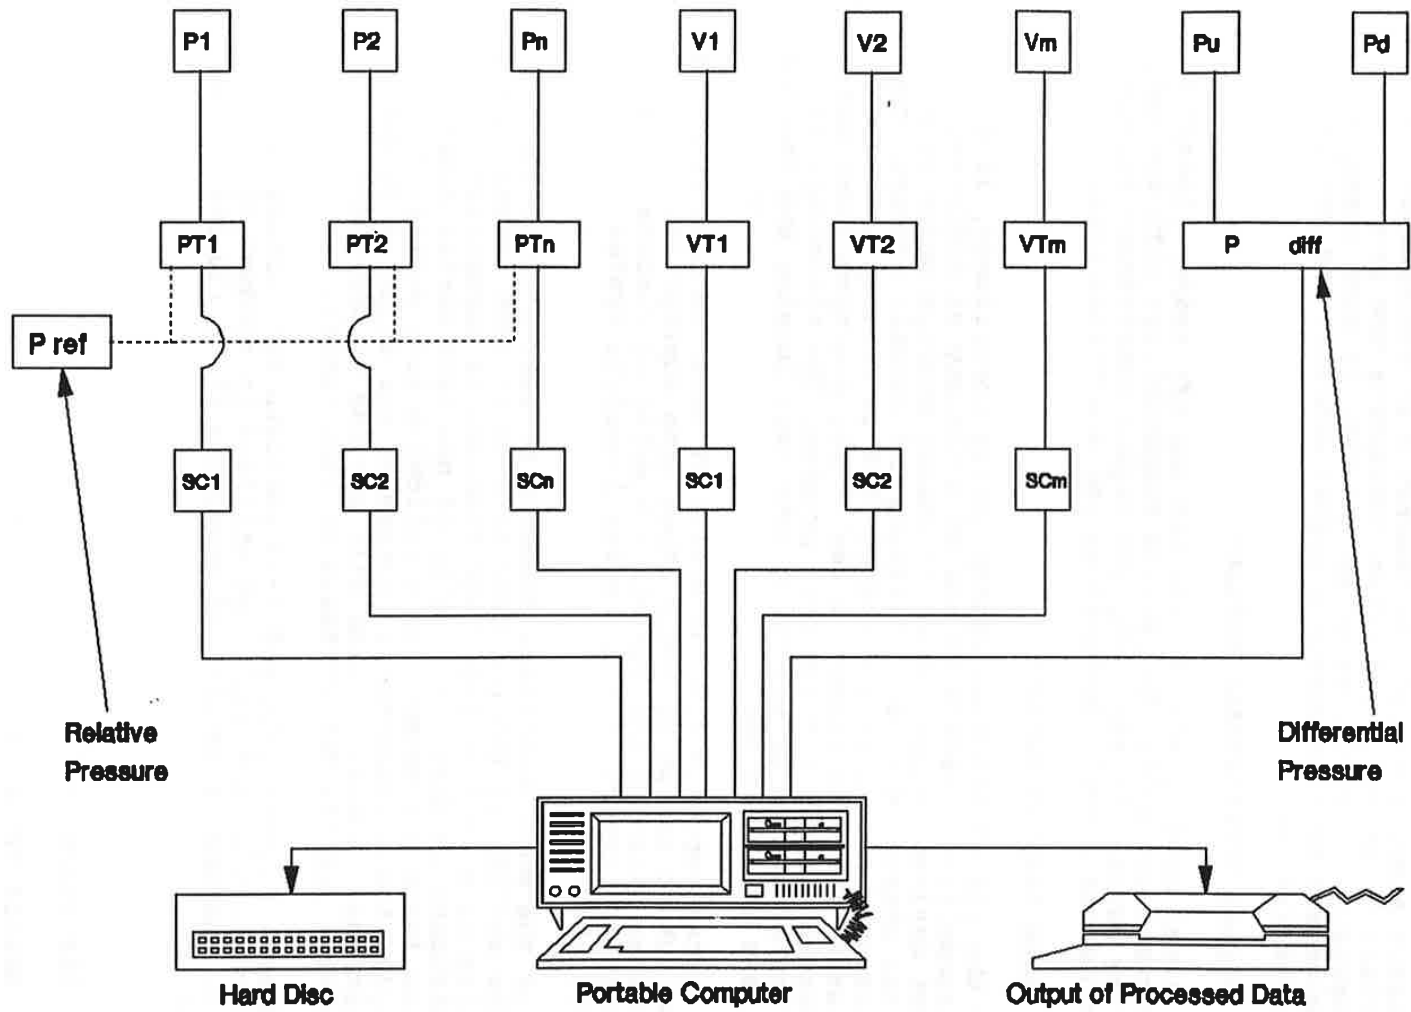 P1 P2 Pn V1 V2 Vm Pu Pd
PT1 PT2 PTn VT1 VT2 VTm P diff
P ref
SC1 SC2 SCn SC1 SC2 SCm
Relative
Pressure
Differential
Pressure
Hard Disc
Portable Computer
Output of Processed Data